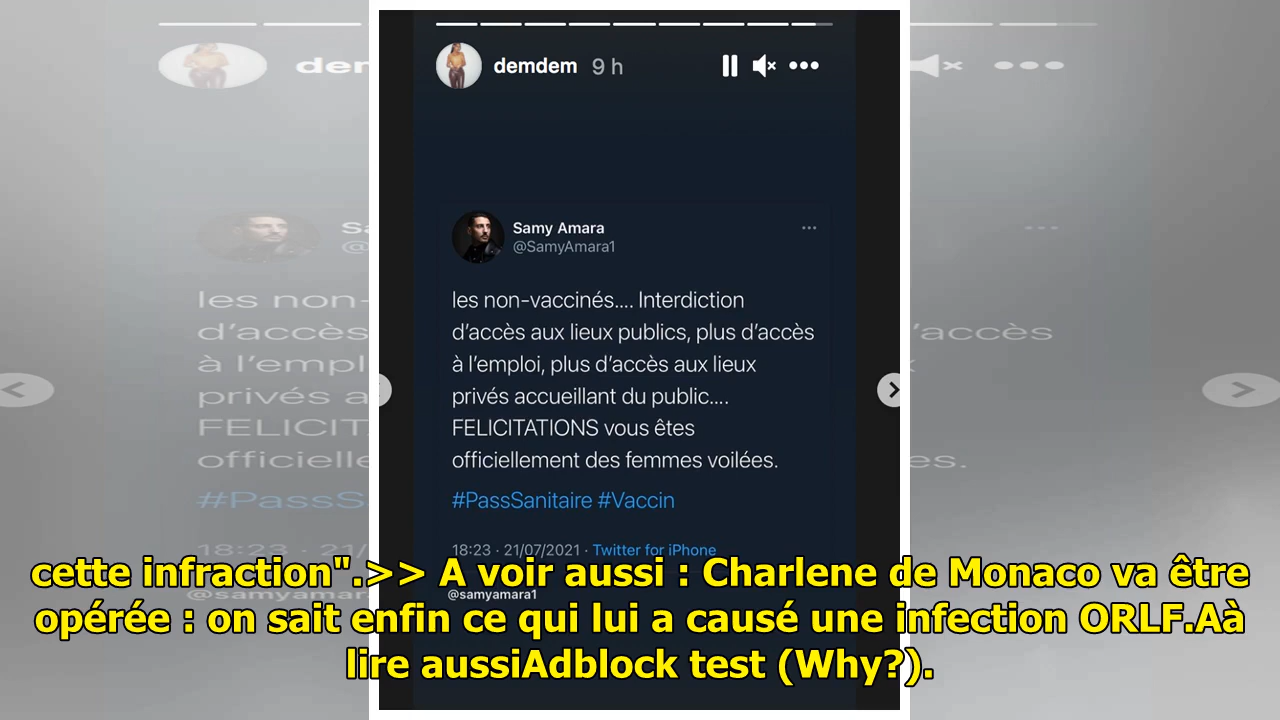 demdem 9 h
Samy Amara
@SamyAmara1
les non-vaccinés.... Interdiction
d'accès aux lieux publics, plus d'accès
à l'emploi, plus d'accès aux lieux
privés accueillant du public....
FELICITATIONS vous êtes
officiellement des femmes voilées.
#PassSanitaire #Vaccin
18:23 · 21/07/2021 · Twitter for iPhone
@samyamara1
cette infraction".>> A voir aussi : Charlene de Monaco va être
opérée : on sait enfin ce qui lui a causé une infection ORLF.Aà
lire aussiAdblock test (Why?).